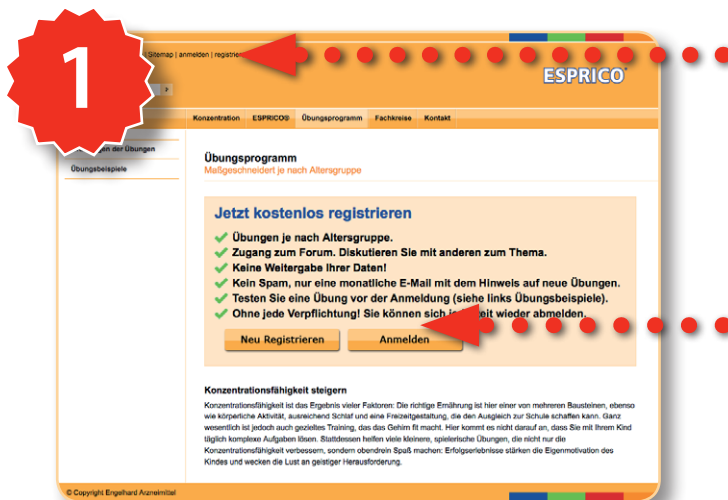 1
Sitemap | anmelden |
ESPRICO
Konzentration ESPRICO® Übungsprogramm Fachkreise Kontakt
der Übungen
Übungsbeispiele
Übungsprogramm
Maßgeschneidert je nach Altersgruppe
Jetzt kostenlos registrieren
Übungen je nach Altersgruppe.
Zugang zum Forum. Diskutieren Sie mit anderen zum Thema.
Keine Weitergabe Ihrer Daten!
Kein Spam, nur eine monatliche E-Mail mit dem Hinweis auf neue Übungen.
Testen Sie eine Übung vor der Anmeldung (siehe links Übungsbeispiele).
Ohne jede Verpflichtung! Sie können sich wieder abmelden.
Neu Registrieren Anmelden
Konzentrationsfähigkeit steigern
Konzentrationsfähigkeit ist das Ergebnis vieler Faktoren: Die richtige Ernährung ist hier einer von mehreren Bausteinen, ebenso
wie körperliche Aktivität, ausreichend Schlaf und eine Freizeitgestaltung, die den Ausgleich zur Schule schaffen kann. Ganz
wesentlich ist jedoch auch gezieltes Training, das das Gehirn fit macht. Hier kommt es nicht darauf an, dass Sie mit Ihrem Kind
täglich komplexe Aufgaben lösen. Stattdessen helfen viele kleinere, spielerische Übungen, die nicht nur die
Konzentrationsfähigkeit verbessern, sondern obendrein Spaß machen: Erfolgserlebnisse stärken die Eigenmotivation des
Kindes und wecken die Lust an geistiger Herausforderung.
© Copyright Engelhard Arzneimittel